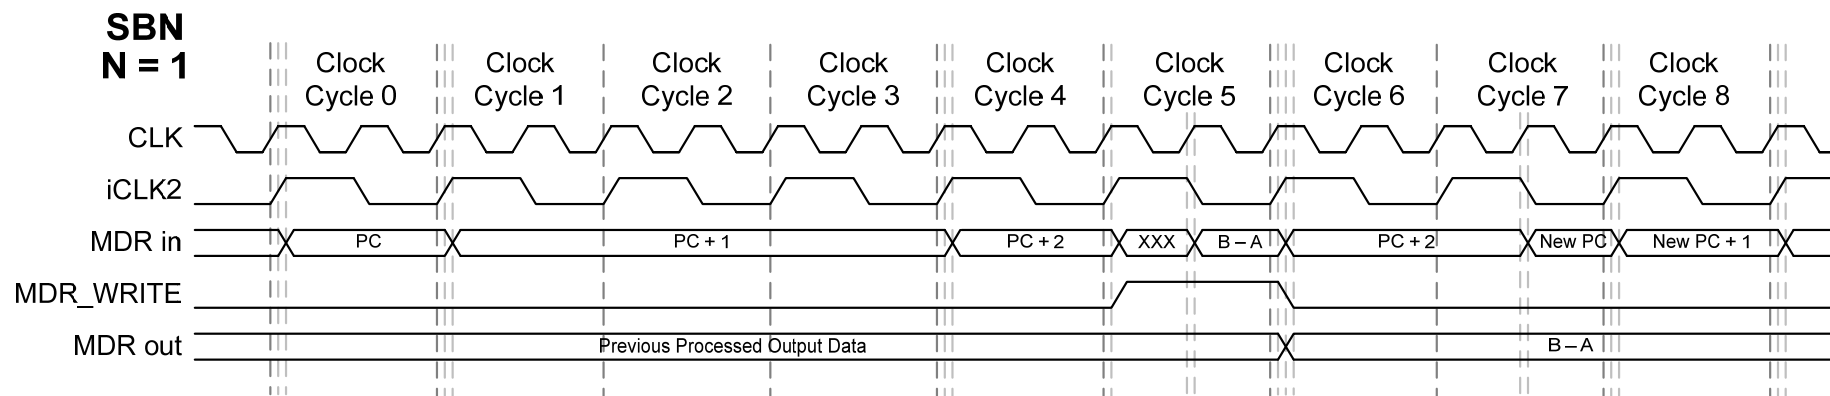 SBN
N = 1
Clock Cycle 0
Clock Cycle 1
Clock Cycle 2
Clock Cycle 3
Clock Cycle 4
Clock Cycle 5
Clock Cycle 6
Clock Cycle 7
Clock Cycle 8
CLK
iCLK2
MDR in
PC
PC + 1
PC + 2
XXX
B – A
PC + 2
New PC
New PC + 1
MDR_WRITE
MDR out
Previous Processed Output Data
B – A